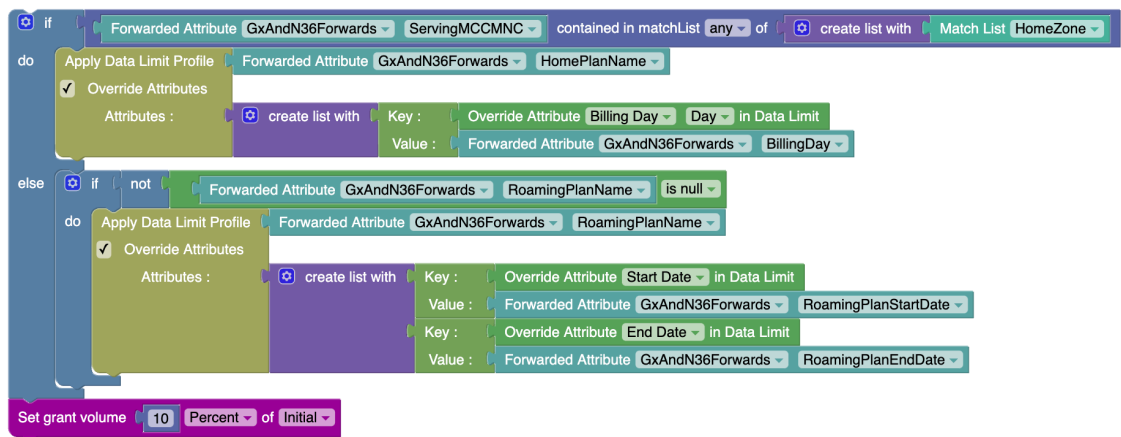 if Forwarded Attribute GxAndN36Forwards ServingMCCMNC contained in matchList any of create list with Match List HomeZone
do Apply Data Limit Profile Forwarded Attribute GxAndN36Forwards HomePlanName
✓ Override Attributes
Attributes : create list with Key : Override Attribute Billing Day Day in Data Limit
Value : Forwarded Attribute GxAndN36Forwards BillingDay
else if not Forwarded Attribute GxAndN36Forwards RoamingPlanName is null
do Apply Data Limit Profile Forwarded Attribute GxAndN36Forwards RoamingPlanName
✓ Override Attributes
Attributes : create list with Key : Override Attribute Start Date in Data Limit
Value : Forwarded Attribute GxAndN36Forwards RoamingPlanStartDate
Key : Override Attribute End Date in Data Limit
Value : Forwarded Attribute GxAndN36Forwards RoamingPlanEndDate
Set grant volume 10 Percent of Initial